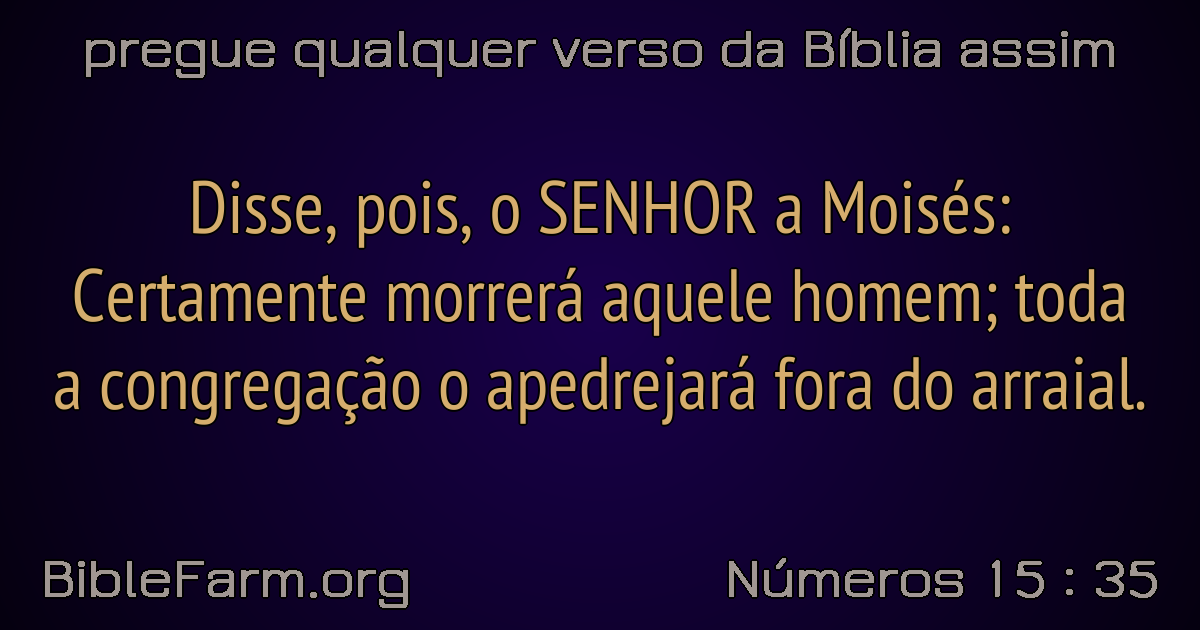 pregue qualquer verso da Bíblia assim
Disse, pois, o SENHOR a Moisés:
Certamente morrerá aquele homem; toda
a congregação o apedrejará fora do arraial.
BibleFarm.org
Números 15 : 35